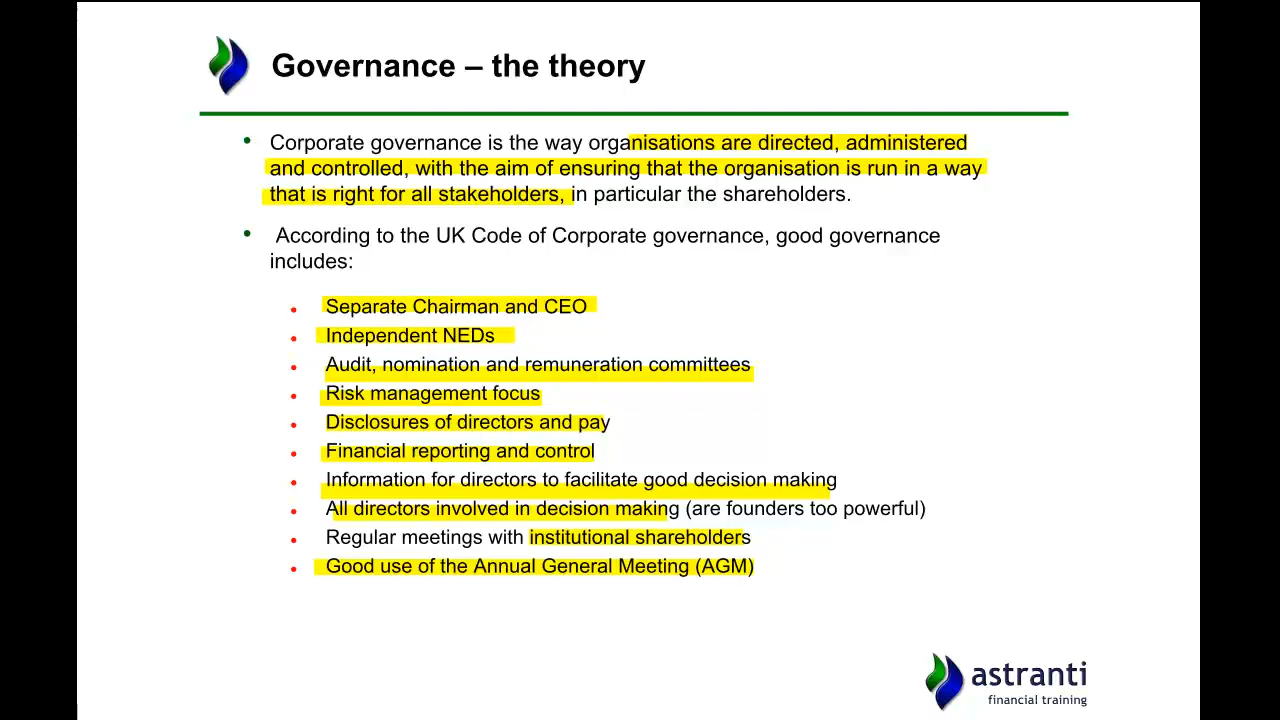 Governance – the theory
Corporate governance is the way organisations are directed, administered
and controlled, with the aim of ensuring that the organisation is run in a way
that is right for all stakeholders, in particular the shareholders.
According to the UK Code of Corporate governance, good governance
includes:
Separate Chairman and CEO
Independent NEDs
Audit, nomination and remuneration committees
Risk management focus
Disclosures of directors and pay
Financial reporting and control
Information for directors to facilitate good decision making
All directors involved in decision making (are founders too powerful)
Regular meetings with institutional shareholders
Good use of the Annual General Meeting (AGM)
astranti
financial training